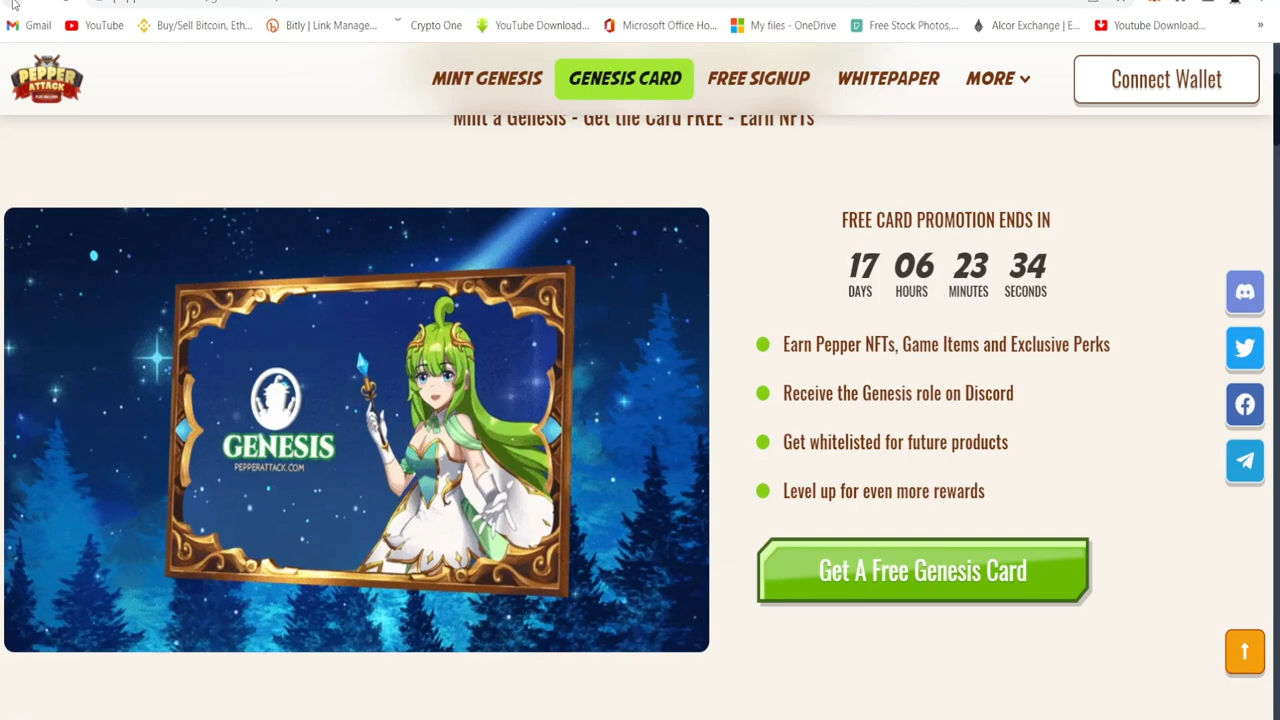 Gmail
YouTube
Buy/Sell Bitcoin, Eth...
Bitly | Link Manage...
Crypto One
YouTube Download...
Microsoft Office Ho...
My files - OneDrive
Free Stock Photos,...
Alcor Exchange | E...
Youtube Download...
»
PEPPER
ATTACK
MINT GENESIS
GENESIS CARD
FREE SIGNUP
WHITEPAPER
MORE
Connect Wallet
Mint a Genesis - Get the Card FREE - Earn NFTs
GENESIS
PEPPERATTACK.COM
FREE CARD PROMOTION ENDS IN
17 06 23 34
DAYS HOURS MINUTES SECONDS
Earn Pepper NFTs, Game Items and Exclusive Perks
Receive the Genesis role on Discord
Get whitelisted for future products
Level up for even more rewards
Get A Free Genesis Card